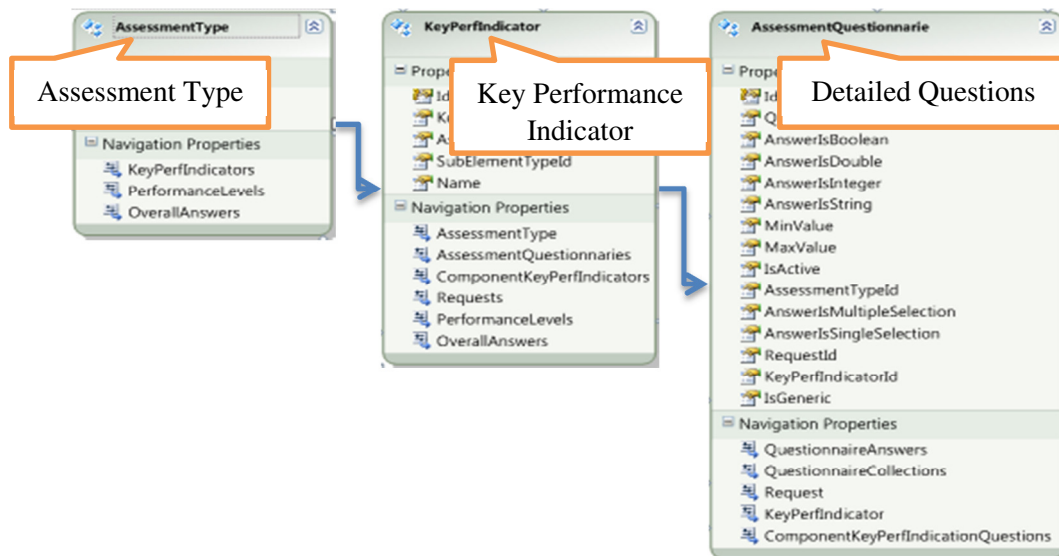 AssessmentType
Assessment Type
Navigation Properties
KeyPerfIndicators
PerformanceLevels
OverallAnswers
KeyPerfIndicator
Key Performance
Indicator
SubElementTypeId
Name
Navigation Properties
AssessmentType
AssessmentQuestionnaries
ComponentKeyPerfIndicators
Requests
PerformanceLevels
OverallAnswers
AssessmentQuestionnarie
Detailed Questions
AnswerIsBoolean
AnswerIsDouble
AnswerIsInteger
AnswerIsString
MinValue
MaxValue
IsActive
AssessmentTypeId
AnswerIsMultipleSelection
AnswerIsSingleSelection
RequestId
KeyPerfIndicatorId
IsGeneric
Navigation Properties
QuestionnaireAnswers
QuestionnaireCollections
Request
KeyPerfIndicator
ComponentKeyPerfIndicationQuestions